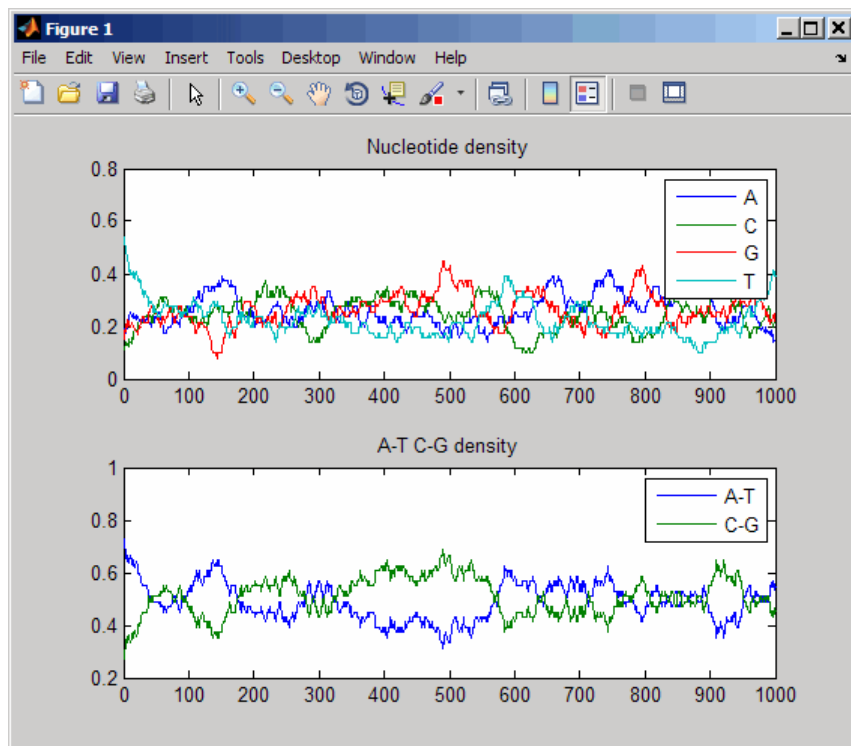 Figure 1
File Edit View Insert Tools Desktop Window Help
Nucleotide density
0.8
0.6
0.4
0.2
0
A
C
G
T
0 100 200 300 400 500 600 700 800 900 1000
A-T C-G density
1
0.8
0.6
0.4
0.2
A-T
C-G
0 100 200 300 400 500 600 700 800 900 1000